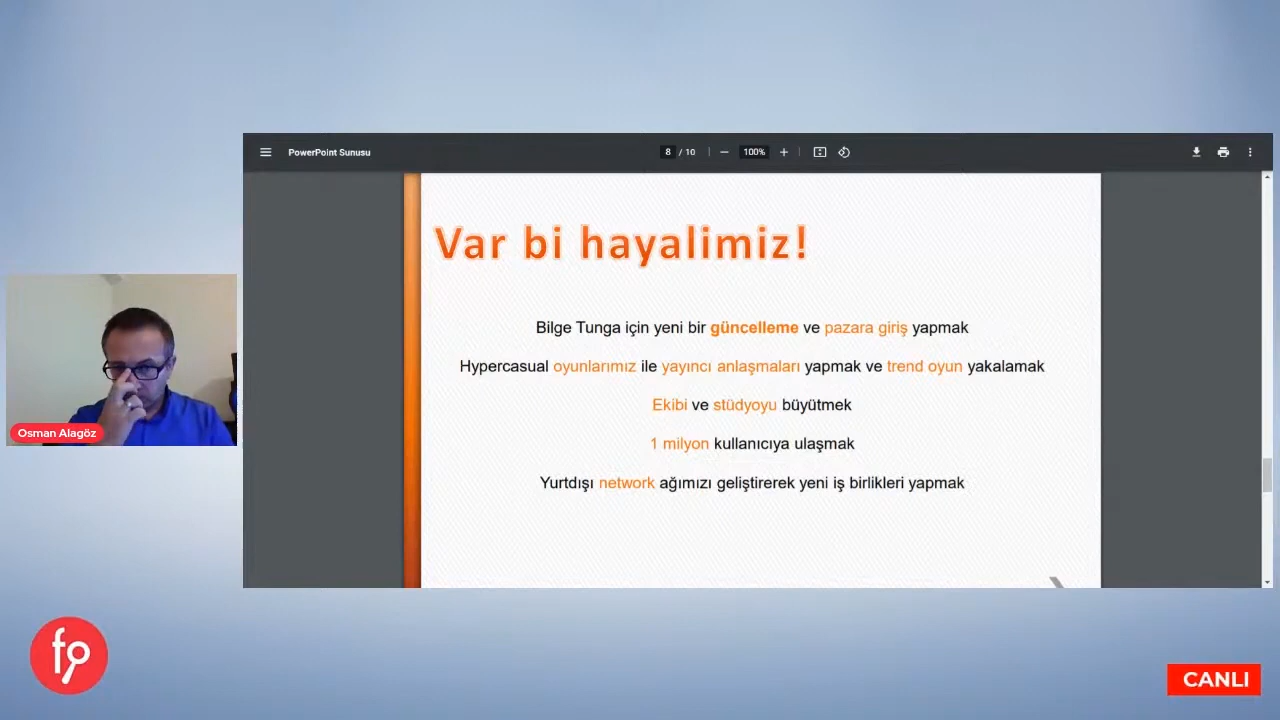 PowerPoint Sunusu
8 / 10
100%
Var bi hayalimiz!
Bilge Tunga için yeni bir güncelleme ve pazara giriş yapmak
Hypercasual oyunlarımız ile yayıncı anlaşmaları yapmak ve trend oyun yakalamak
Ekibi ve stüdyoyu büyütmek
1 milyon kullanıcıya ulaşmak
Yurtdışı network ağımızı geliştirerek yeni iş birlikleri yapmak
Osman Alagöz
fp
CANLI